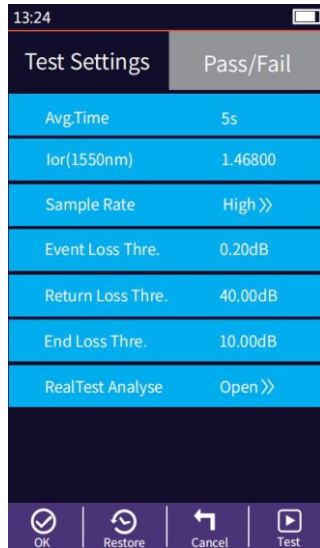 13:24
Test Settings Pass/Fail
Avg.Time 5s
Ior(1550nm) 1.46800
Sample Rate High »
Event Loss Thre. 0.20dB
Return Loss Thre. 40.00dB
End Loss Thre. 10.00dB
RealTest Analyse Open »
OK Restore Cancel Test